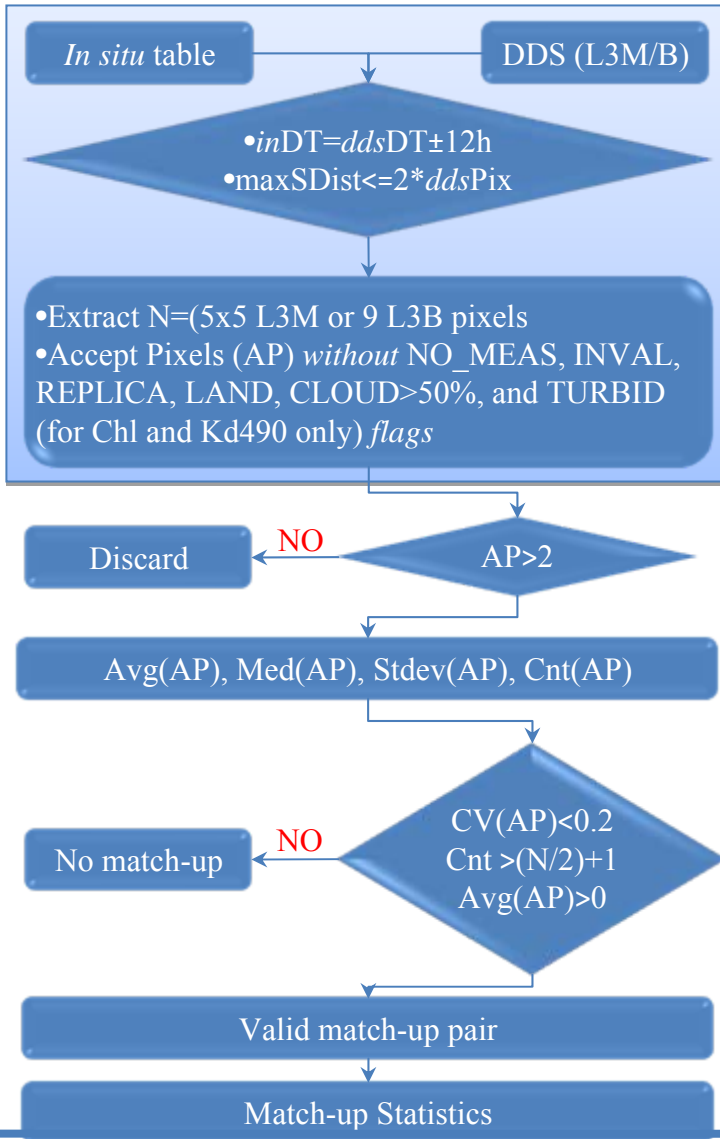 In situ table
DDS (L3M/B)
•inDT=ddsDT±12h
•maxSDist<=2*ddsPix
•Extract N=(5x5 L3M or 9 L3B pixels
•Accept Pixels (AP) without NO_MEAS, INVAL,
REPLICA, LAND, CLOUD>50%, and TURBID
(for Chl and Kd490 only) flags
Discard
NO
AP>2
Avg(AP), Med(AP), Stdev(AP), Cnt(AP)
No match-up
NO
CV(AP)<0.2
Cnt >(N/2)+1
Avg(AP)>0
Valid match-up pair
Match-up Statistics